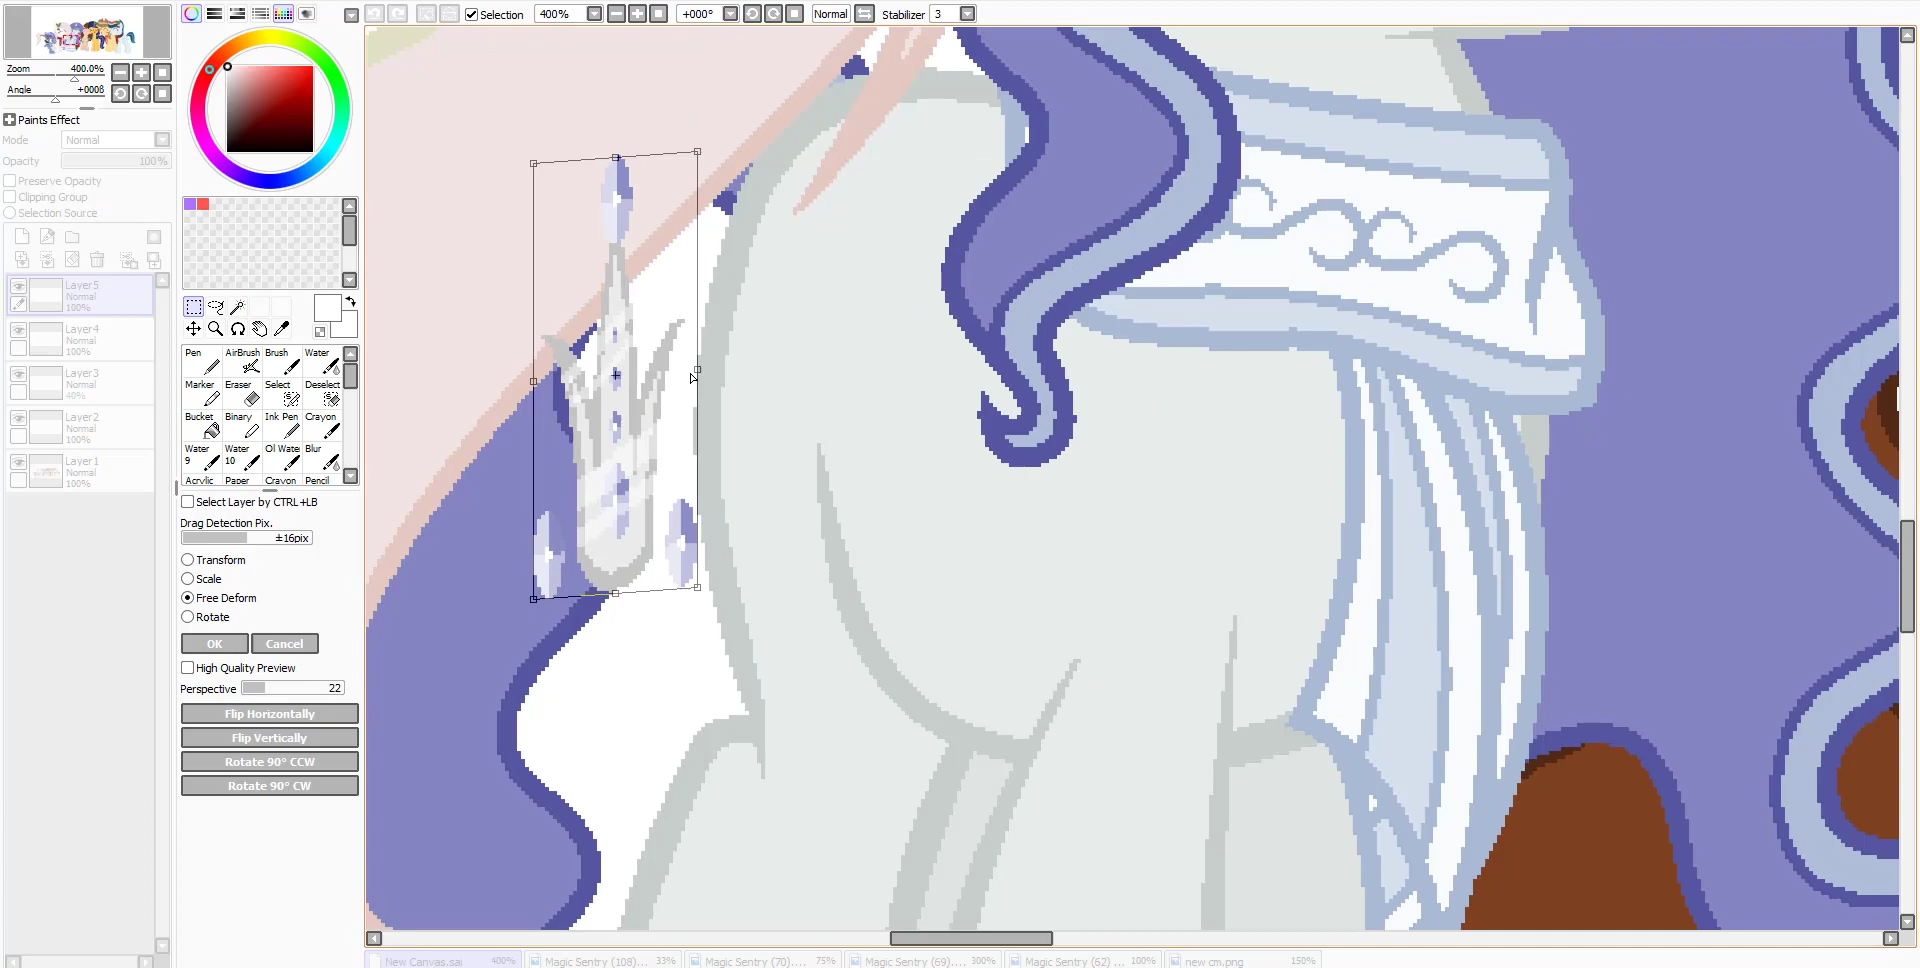 Selection 400% +000° Normal Stabilizer 3
Zoom 400.0%
Angle +0008
Paints Effect
Mode Normal
Opacity 100%
Preserve Opacity
Clipping Group
Selection Source
Layer5
Normal
100%
Layer4
Normal
100%
Layer3
Normal
40%
Layer2
Normal
100%
Layer1
Normal
100%
Pen AirBrush Brush Water
Marker Eraser Select Deselect
Bucket Binary Ink Pen Crayon
Water 9 Water 10 Oil Wate Blur
Acrylic Paper Crayon Pencil
Select Layer by CTRL+LB
Drag Detection Pix.
±16pix
Transform
Scale
Free Deform
Rotate
OK Cancel
High Quality Preview
Perspective 22
Flip Horizontally
Flip Vertically
Rotate 90° CCW
Rotate 90° CW
New Canvas.sai 400% Magic Sentry (108)... 33% Magic Sentry (70).... 75% Magic Sentry (69)... 300% Magic Sentry (62) ... 100% new cm.png 150%